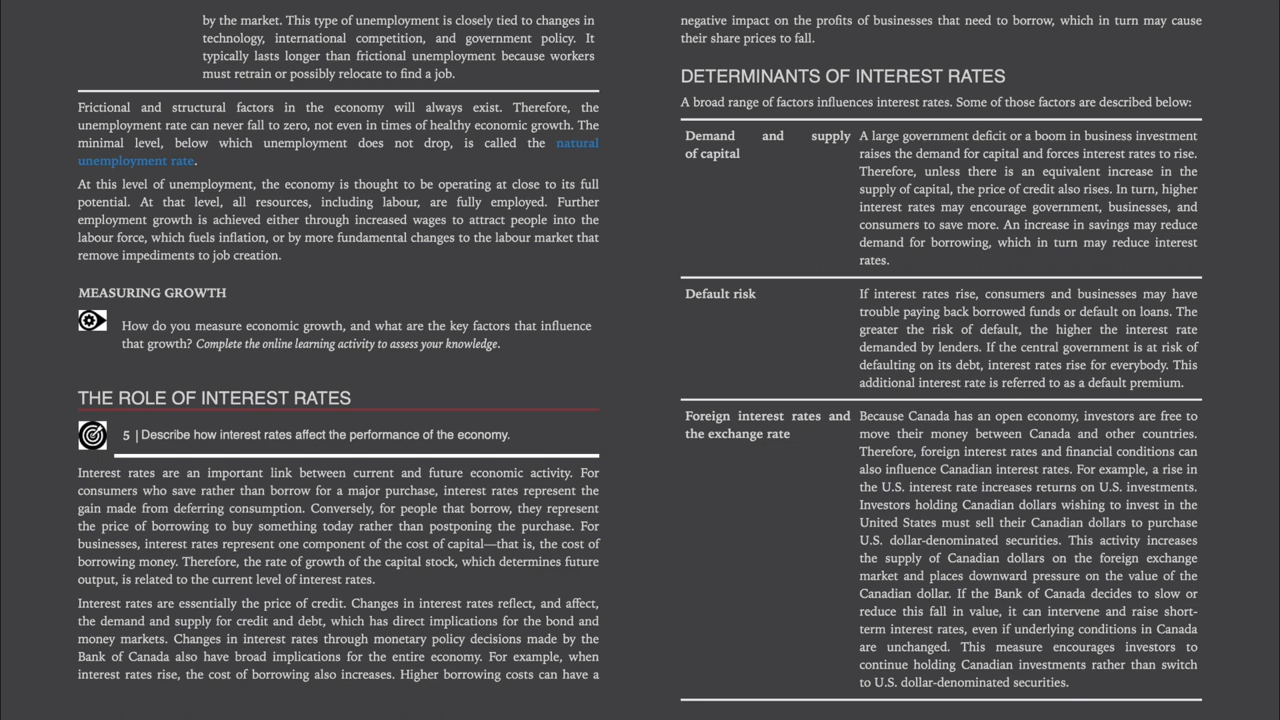 by the market. This type of unemployment is closely tied to changes in
technology, international competition, and government policy. It
typically lasts longer than frictional unemployment because workers
must retrain or possibly relocate to find a job.
Frictional and structural factors in the economy will always exist. Therefore, the
unemployment rate can never fall to zero, not even in times of healthy economic growth. The
minimal level, below which unemployment does not drop, is called the natural
unemployment rate.
At this level of unemployment, the economy is thought to be operating at close to its full
potential. At that level, all resources, including labour, are fully employed. Further
employment growth is achieved either through increased wages to attract people into the
labour force, which fuels inflation, or by more fundamental changes to the labour market that
remove impediments to job creation.
MEASURING GROWTH
How do you measure economic growth, and what are the key factors that influence
that growth? Complete the online learning activity to assess your knowledge.
THE ROLE OF INTEREST RATES
5 | Describe how interest rates affect the performance of the economy.
Interest rates are an important link between current and future economic activity. For
consumers who save rather than borrow for a major purchase, interest rates represent the
gain made from deferring consumption. Conversely, for people that borrow, they represent
the price of borrowing to buy something today rather than postponing the purchase. For
businesses, interest rates represent one component of the cost of capital—that is, the cost of
borrowing money. Therefore, the rate of growth of the capital stock, which determines future
output, is related to the current level of interest rates.
Interest rates are essentially the price of credit. Changes in interest rates reflect, and affect,
the demand and supply for credit and debt, which has direct implications for the bond and
money markets. Changes in interest rates through monetary policy decisions made by the
Bank of Canada also have broad implications for the entire economy. For example, when
interest rates rise, the cost of borrowing also increases. Higher borrowing costs can have a
negative impact on the profits of businesses that need to borrow, which in turn may cause
their share prices to fall.
DETERMINANTS OF INTEREST RATES
A broad range of factors influences interest rates. Some of those factors are described below:
Demand and supply
of capital
A large government deficit or a boom in business investment
raises the demand for capital and forces interest rates to rise.
Therefore, unless there is an equivalent increase in the
supply of capital, the price of credit also rises. In turn, higher
interest rates may encourage government, businesses, and
consumers to save more. An increase in savings may reduce
demand for borrowing, which in turn may reduce interest
rates.
Default risk
If interest rates rise, consumers and businesses may have
trouble paying back borrowed funds or default on loans. The
greater the risk of default, the higher the interest rate
demanded by lenders. If the central government is at risk of
defaulting on its debt, interest rates rise for everybody. This
additional interest rate is referred to as a default premium.
Foreign interest rates and
the exchange rate
Because Canada has an open economy, investors are free to
move their money between Canada and other countries.
Therefore, foreign interest rates and financial conditions can
also influence Canadian interest rates. For example, a rise in
the U.S. interest rate increases returns on U.S. investments.
Investors holding Canadian dollars wishing to invest in the
United States must sell their Canadian dollars to purchase
U.S. dollar-denominated securities. This activity increases
the supply of Canadian dollars on the foreign exchange
market and places downward pressure on the value of the
Canadian dollar. If the Bank of Canada decides to slow or
reduce this fall in value, it can intervene and raise short-
term interest rates, even if underlying conditions in Canada
are unchanged. This measure encourages investors to
continue holding Canadian investments rather than switch
to U.S. dollar-denominated securities.